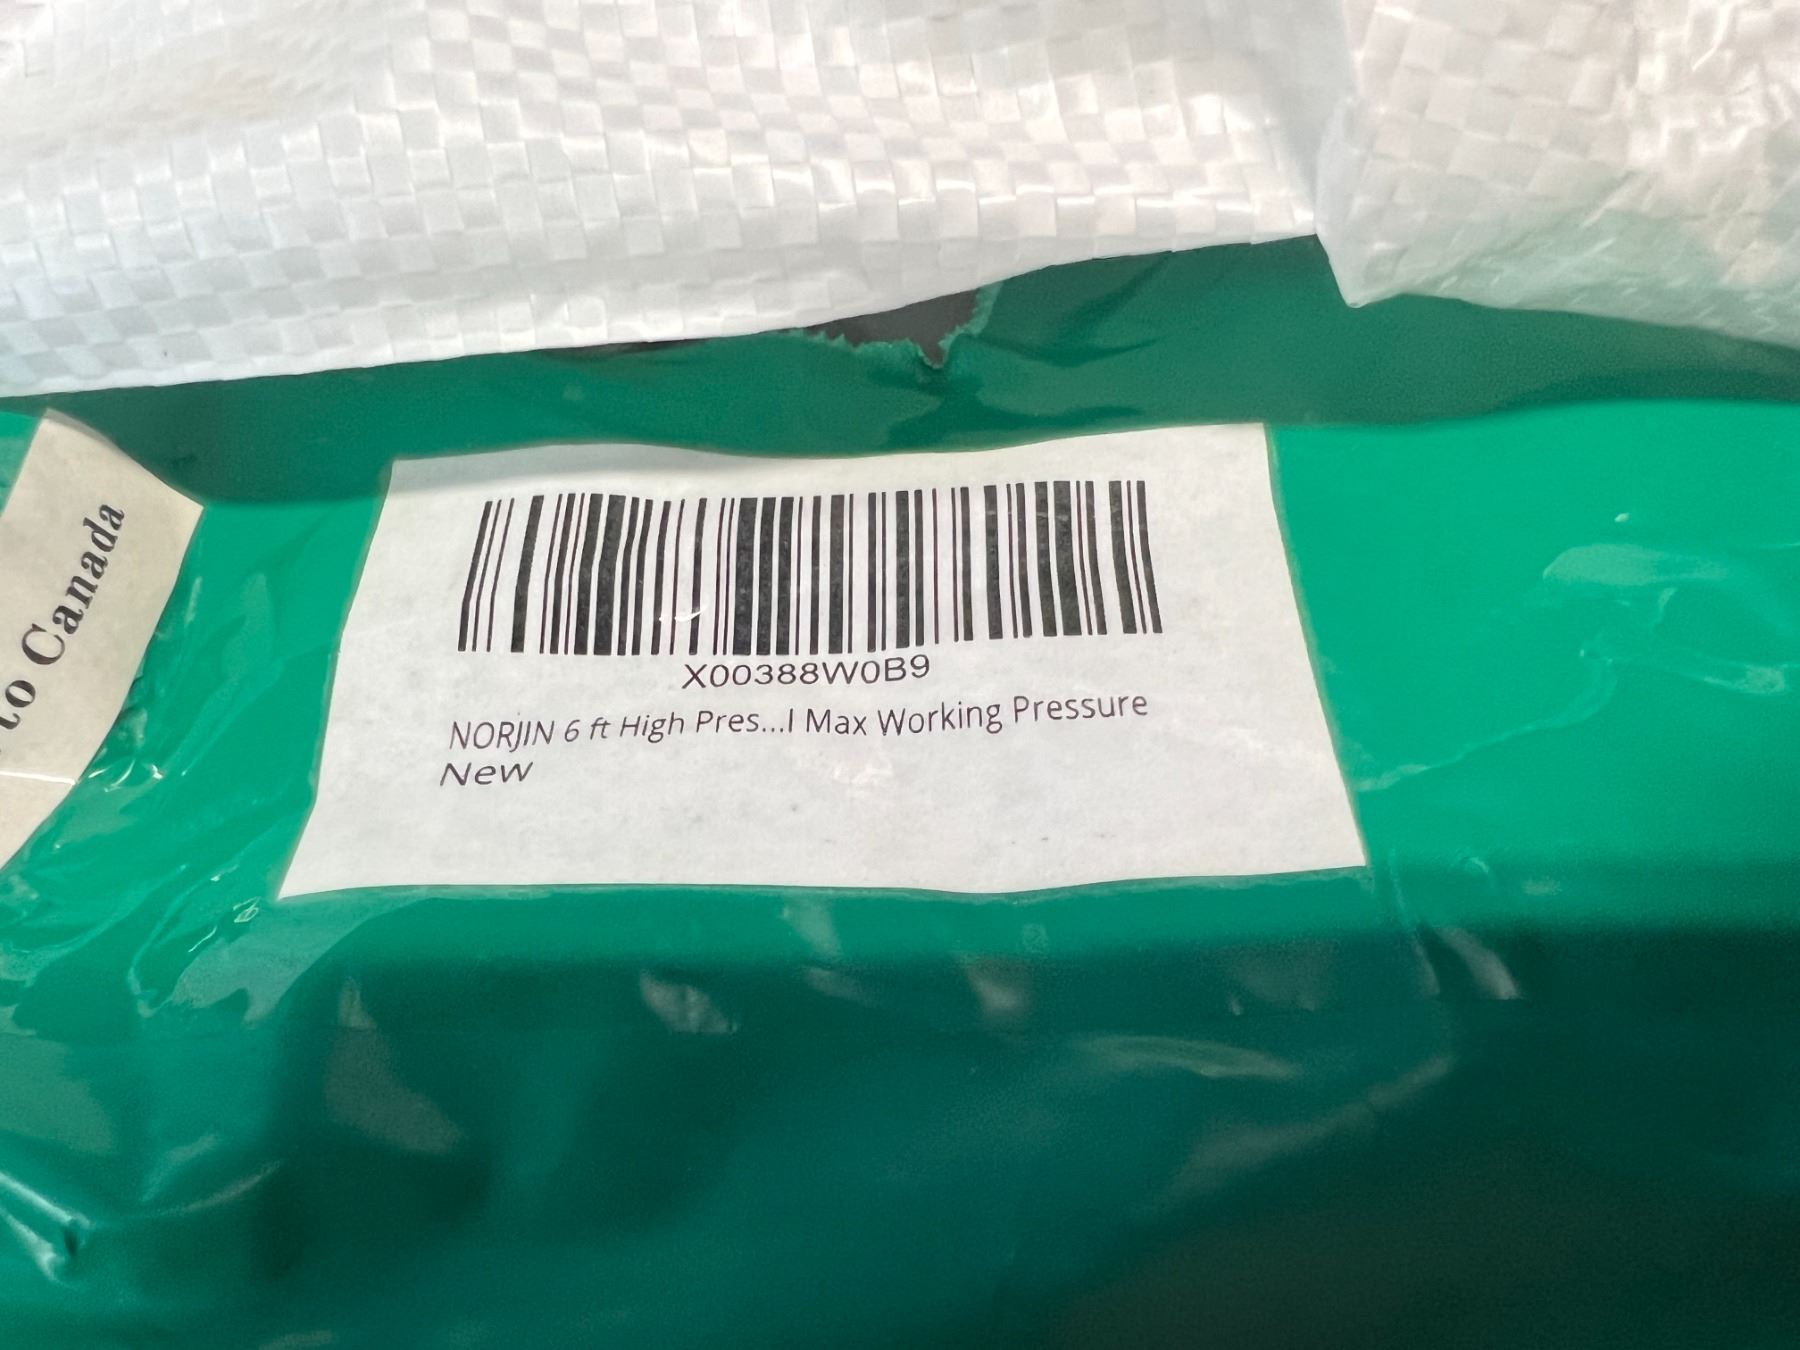 to Canada
X00388W0B9
NORJIN 6 ft High Pres...l Max Working Pressure
New